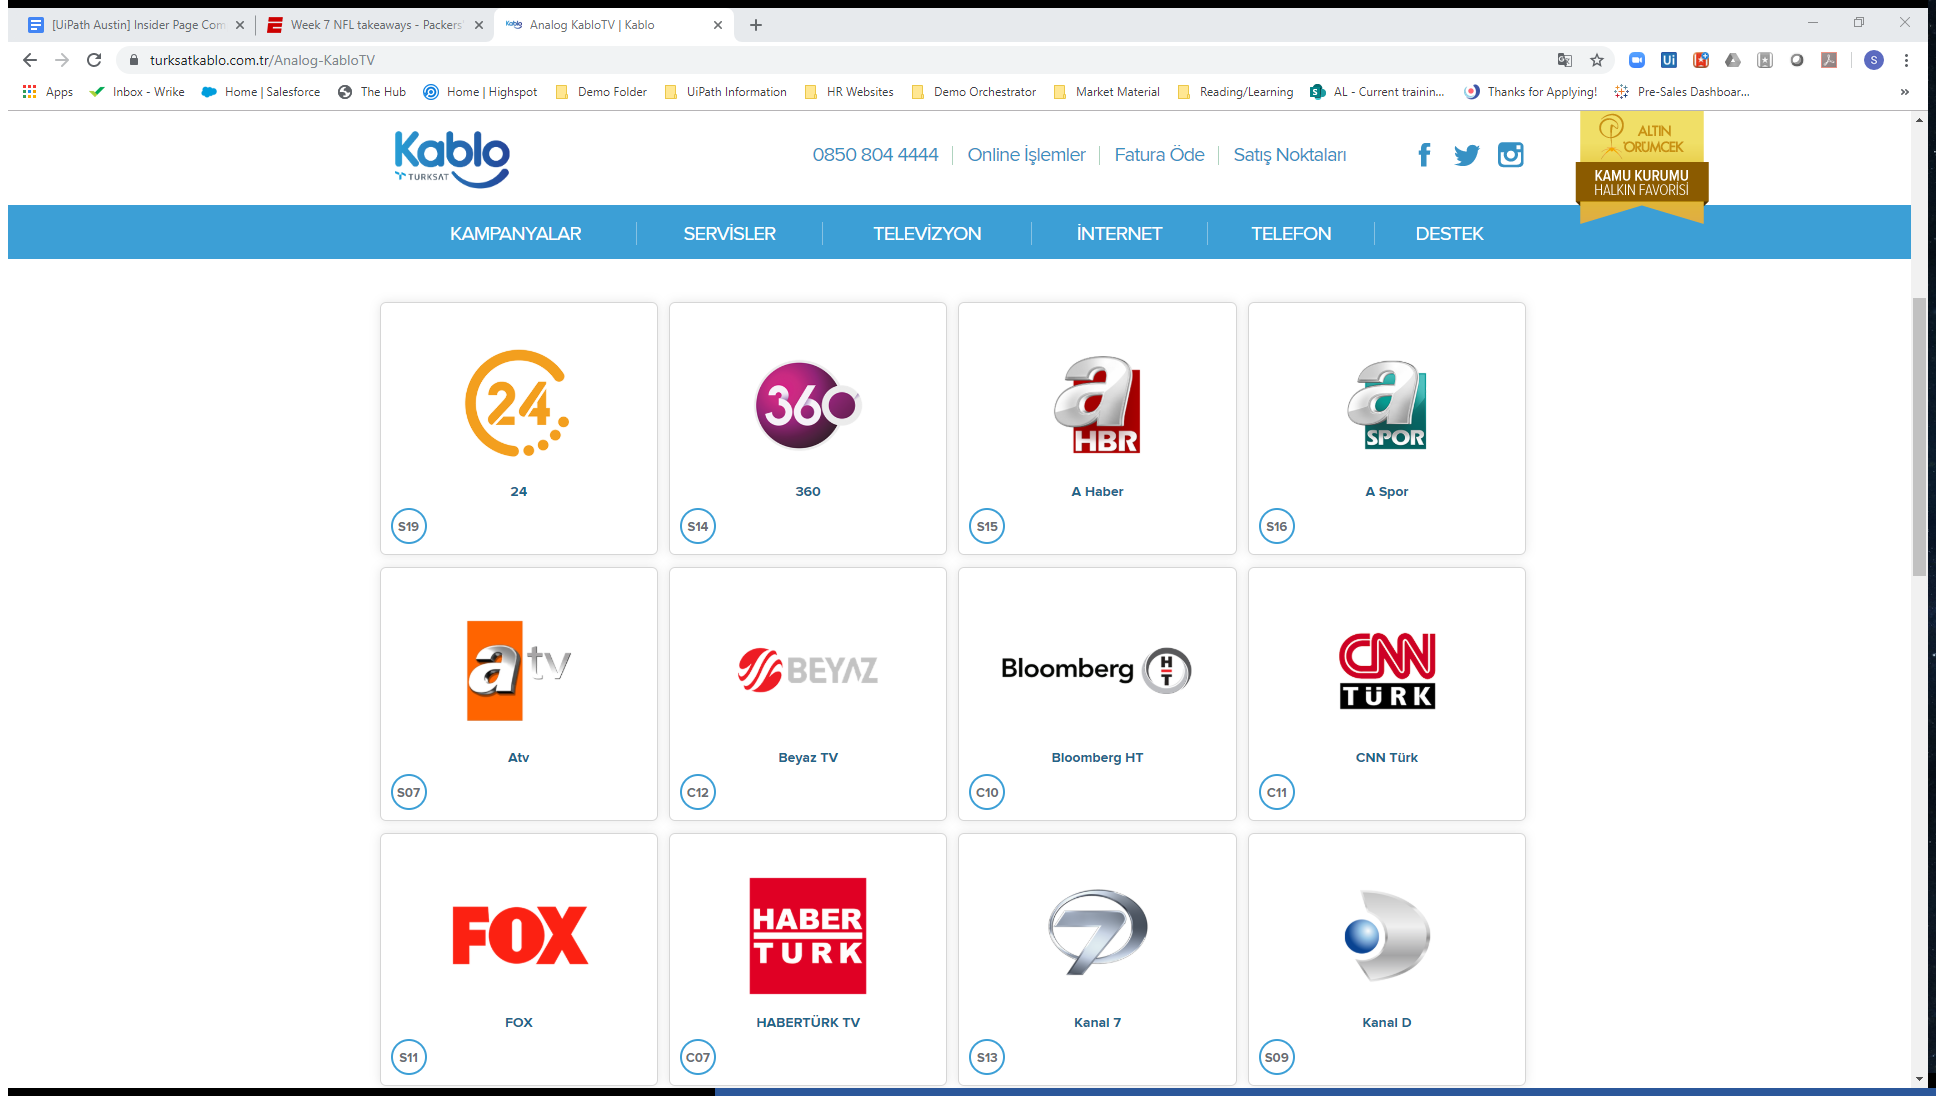 [UiPath Austin] Insider Page Com
Week 7 NFL takeaways - Packers'
Kablo
Analog KabloTV | Kablo
turksatkablo.com.tr/Analog-KabloTV
Ui
S
Apps
Inbox - Wrike
Home | Salesforce
The Hub
Home | Highspot
Demo Folder
UiPath Information
HR Websites
Demo Orchestrator
Market Material
Reading/Learning
AL - Current trainin...
Thanks for Applying!
Pre-Sales Dashboar...
»
Kablo
TURKSAT
0850 804 4444
Online İşlemler
Fatura Öde
Satış Noktaları
ALTIN
ÖRÜMCEK
KAMU KURUMU
HALKIN FAVORİSİ
KAMPANYALAR
SERVİSLER
TELEVİZYON
İNTERNET
TELEFON
DESTEK
24
24
S19
360
360
S14
a
HBR
A Haber
S15
a
SPOR
A Spor
S16
a tv
Atv
S07
BEYAZ
Beyaz TV
C12
Bloomberg HT
Bloomberg HT
C10
CNN
TÜRK
CNN Türk
C11
FOX
FOX
S11
HABER
TURK
HABERTÜRK TV
C07
7
Kanal 7
S13
Kanal D
S09